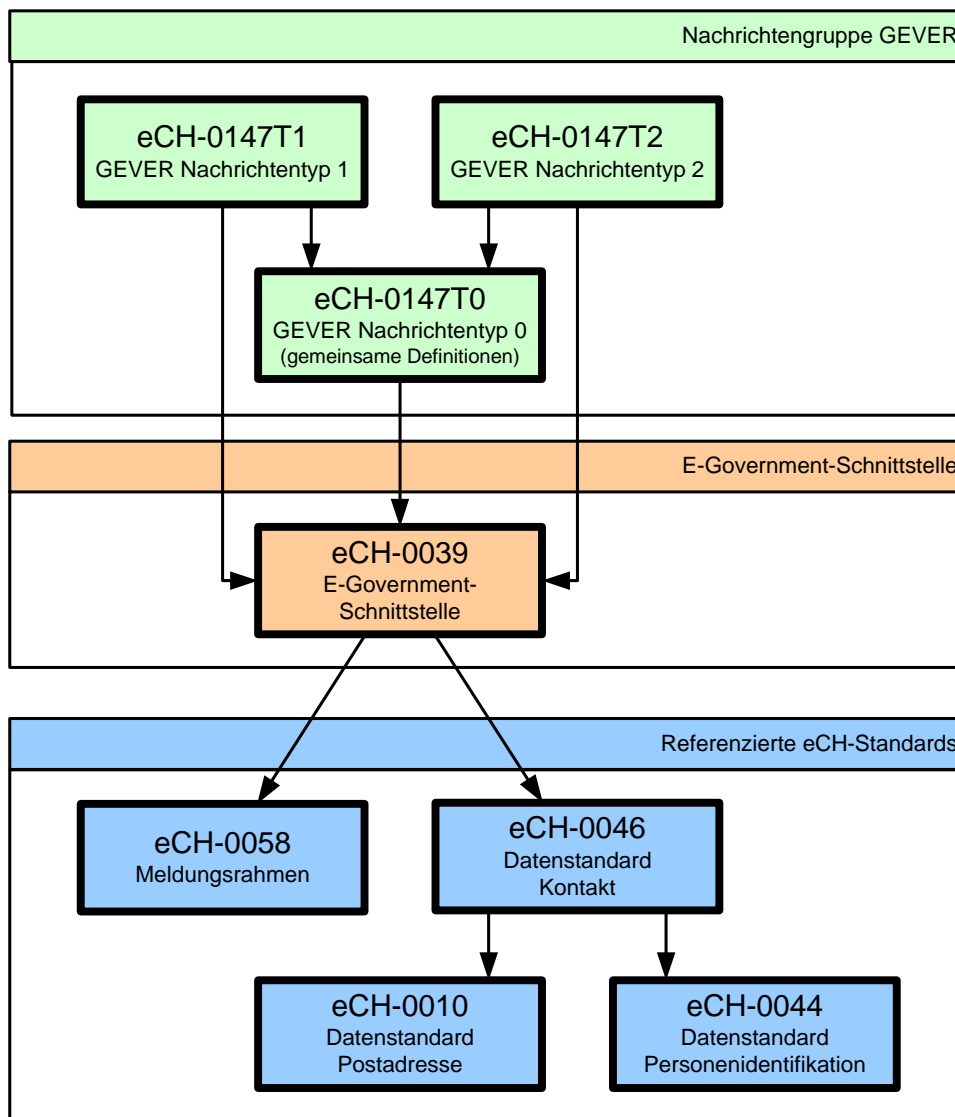 Nachrichtengruppe GEVER
eCH-0147T1
GEVER Nachrichtentyp 1
eCH-0147T2
GEVER Nachrichtentyp 2
eCH-0147T0
GEVER Nachrichtentyp 0
(gemeinsame Definitionen)
E-Government-Schnittstelle
eCH-0039
E-Government-
Schnittstelle
Referenzierte eCH-Standards
eCH-0058
Meldungsrahmen
eCH-0046
Datenstandard
Kontakt
eCH-0010
Datenstandard
Postadresse
eCH-0044
Datenstandard
Personenidentifikation